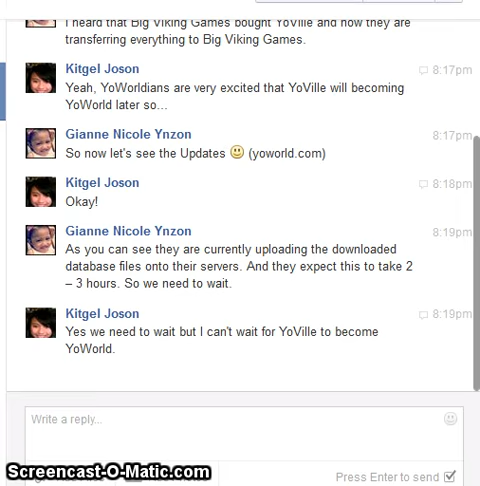 I heard that Big Viking Games bought YoVille and now they are
transferring everything to Big Viking Games.
Kitgel Joson 8:17pm
Yeah, YoWorldians are very excited that YoVille will becoming
YoWorld later so...
Gianne Nicole Ynzon 8:17pm
So now let's see the Updates (yoworld.com)
Kitgel Joson 8:18pm
Okay!
Gianne Nicole Ynzon 8:19pm
As you can see they are currently uploading the downloaded
database files onto their servers. And they expect this to take 2
– 3 hours. So we need to wait.
Kitgel Joson 8:19pm
Yes we need to wait but I can't wait for YoVille to become
YoWorld.
Write a reply...
Screencast-O-Matic.com
Press Enter to send